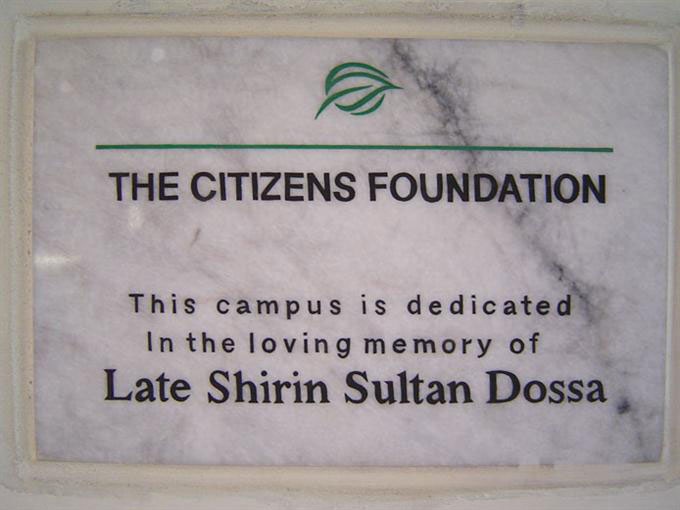 THE CITIZENS FOUNDATION
This campus is dedicated
In the loving memory of
Late Shirin Sultan Dossa